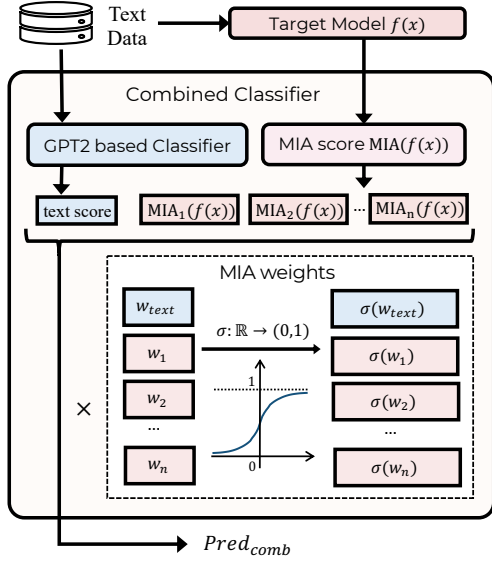 Text
Data
Target Model f(x)
Combined Classifier
GPT2 based Classifier
MIA score MIA(f(x))
text score
MIA₁(f(x))
MIA₂(f(x))
...
MIAₙ(f(x))
MIA weights
w_text
σ: ℝ → (0,1)
σ(w_text)
w₁
σ(w₁)
1
w₂
σ(w₂)
...
...
×
wₙ
0
σ(wₙ)
Pred_comb